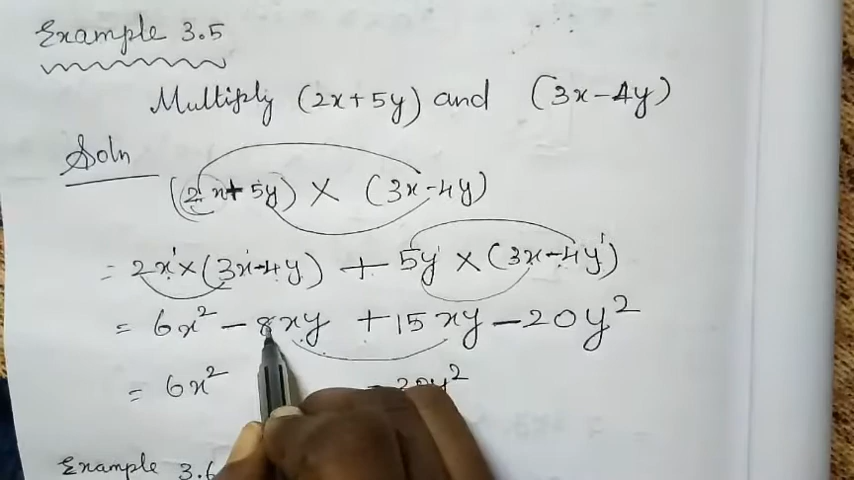 Example 3.5
Multiply (2x+5y) and (3x-4y)
Soln
(2x+5y) × (3x-4y)
= 2x × (3x-4y) + 5y × (3x-4y)
= 6x² - 8xy + 15xy - 20y²
= 6x² - 20y²
Example 3.6